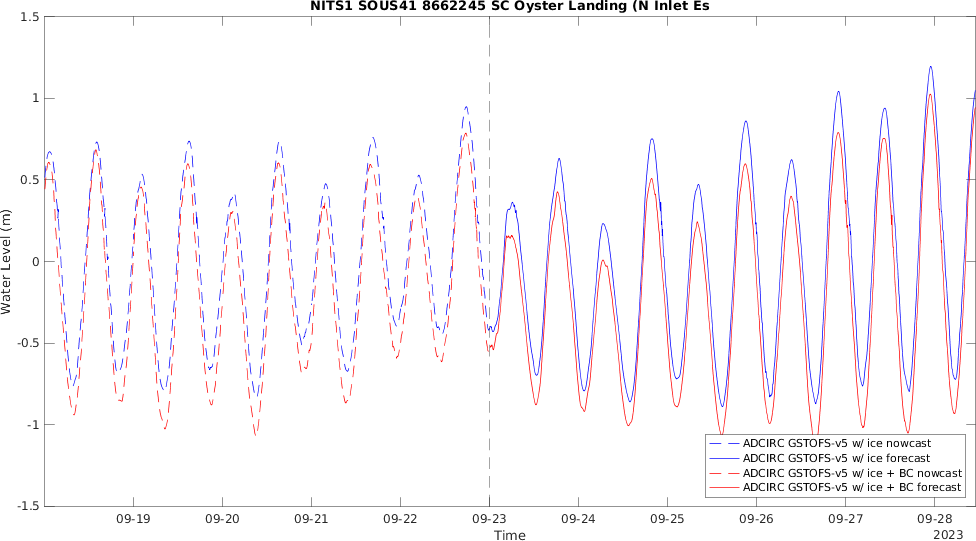 NITS1 SOUS41 8662245 SC Oyster Landing (N Inlet Es
1.5
1
0.5
0
-0.5
-1
-1.5
Water Level (m)
ADCIRC GSTOFS-v5 w/ ice nowcast
ADCIRC GSTOFS-v5 w/ ice forecast
ADCIRC GSTOFS-v5 w/ ice + BC nowcast
ADCIRC GSTOFS-v5 w/ ice + BC forecast
09-19 09-20 09-21 09-22 09-23 09-24 09-25 09-26 09-27 09-28
Time 2023